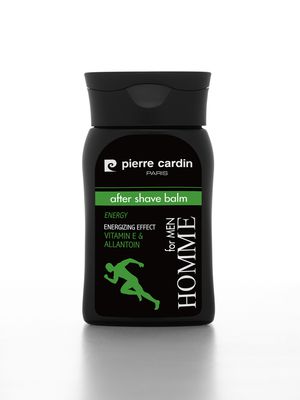 pierre cardin
PARIS
after shave balm
ENERGY
ENERGIZING EFFECT
VITAMIN E &
ALLANTOIN
for MEN
HOMME